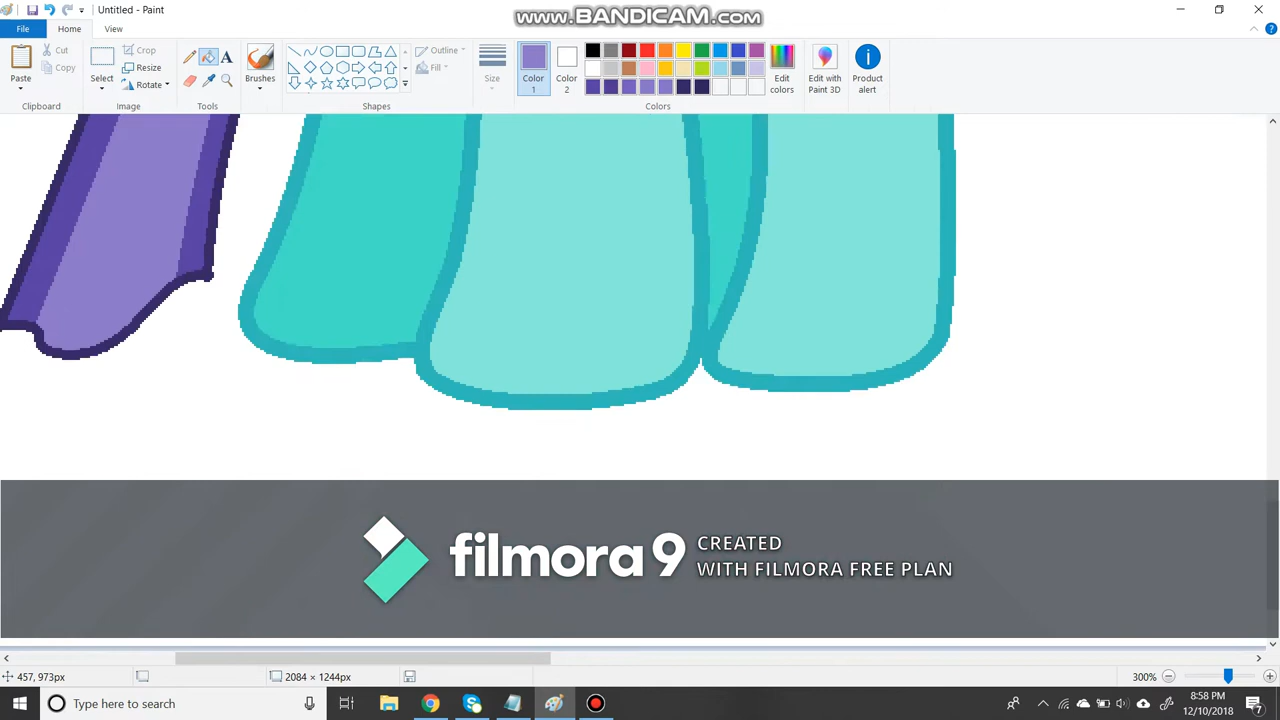 Untitled - Paint
www.BANDICAM.com
File
Home
View
Paste
Cut
Copy
Clipboard
Select
Crop
Resize
Rotate
Image
A
Tools
Brushes
Outline
Fill
Shapes
Size
Color
1
Color
2
Edit
colors
Colors
Edit with
Paint 3D
Product
alert
filmora9
CREATED
WITH FILMORA FREE PLAN
457, 973px
2084 × 1244px
300%
Type here to search
8:58 PM
12/10/2018
7